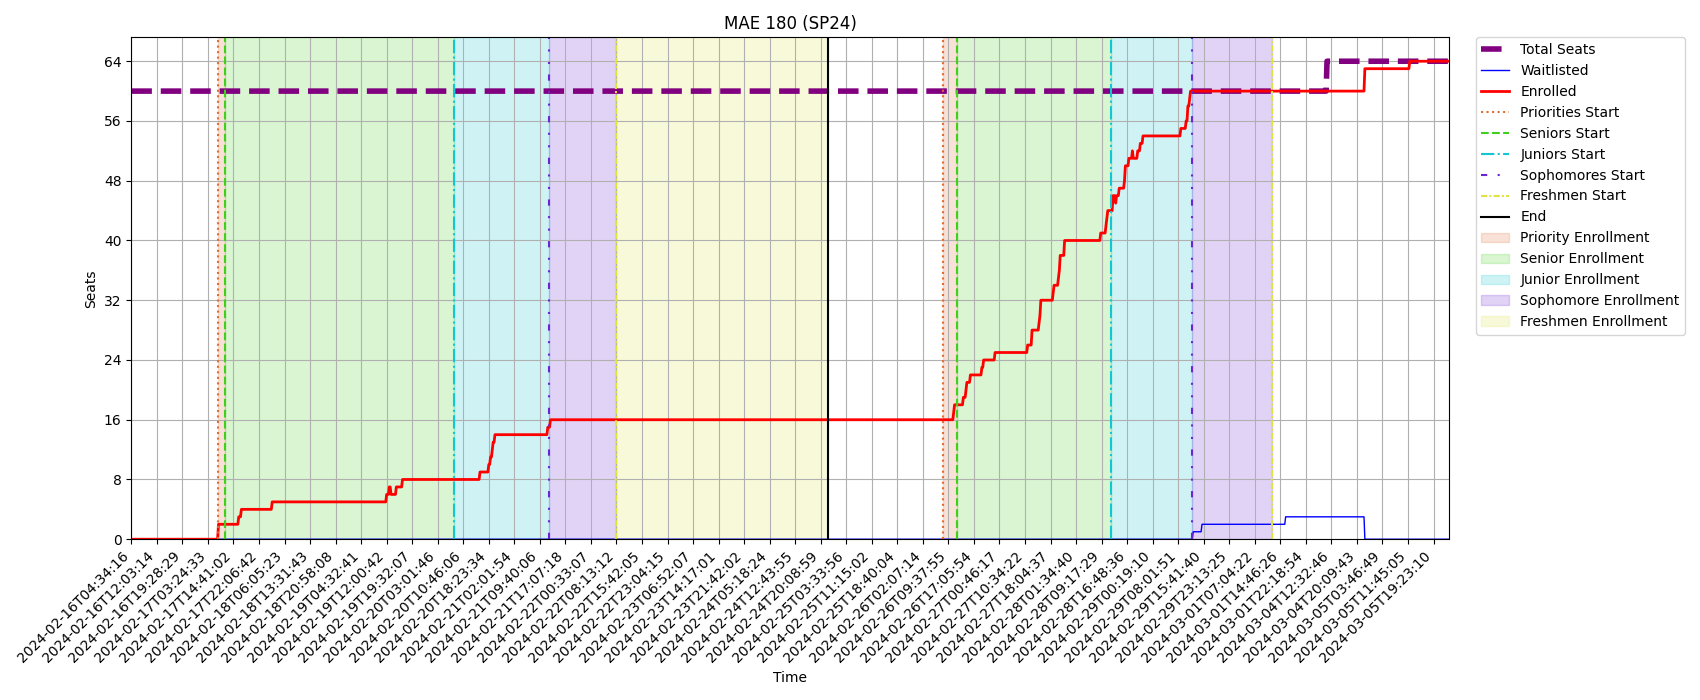 MAE 180 (SP24)
Seats
64
56
48
40
32
24
16
8
0
2024-02-16T04:34:16
2024-02-16T12:03:14
2024-02-16T19:28:29
2024-02-17T03:24:33
2024-02-17T14:41:02
2024-02-17T22:06:42
2024-02-18T06:05:23
2024-02-18T13:31:43
2024-02-18T20:58:08
2024-02-19T04:32:41
2024-02-19T12:00:42
2024-02-19T19:32:07
2024-02-20T03:01:46
2024-02-20T10:46:06
2024-02-20T18:23:34
2024-02-21T02:01:54
2024-02-21T09:40:06
2024-02-21T17:07:18
2024-02-22T00:33:07
2024-02-22T08:13:12
2024-02-22T15:42:05
2024-02-22T23:04:15
2024-02-23T06:52:07
2024-02-23T14:17:01
2024-02-23T21:42:02
2024-02-24T05:18:24
2024-02-24T12:43:55
2024-02-24T20:08:59
2024-02-25T03:33:56
2024-02-25T11:15:02
2024-02-25T18:40:04
2024-02-26T02:07:14
2024-02-26T09:37:55
2024-02-26T17:05:54
2024-02-27T00:46:17
2024-02-27T10:34:22
2024-02-27T18:04:37
2024-02-28T01:34:40
2024-02-28T09:17:29
2024-02-28T16:48:36
2024-02-29T00:19:10
2024-02-29T08:01:51
2024-02-29T15:41:40
2024-02-29T23:13:25
2024-03-01T07:04:22
2024-03-01T14:46:26
2024-03-01T22:18:54
2024-03-04T12:32:46
2024-03-04T20:09:43
2024-03-05T03:46:49
2024-03-05T11:45:05
2024-03-05T19:23:10
Time
Total Seats
Waitlisted
Enrolled
Priorities Start
Seniors Start
Juniors Start
Sophomores Start
Freshmen Start
End
Priority Enrollment
Senior Enrollment
Junior Enrollment
Sophomore Enrollment
Freshmen Enrollment